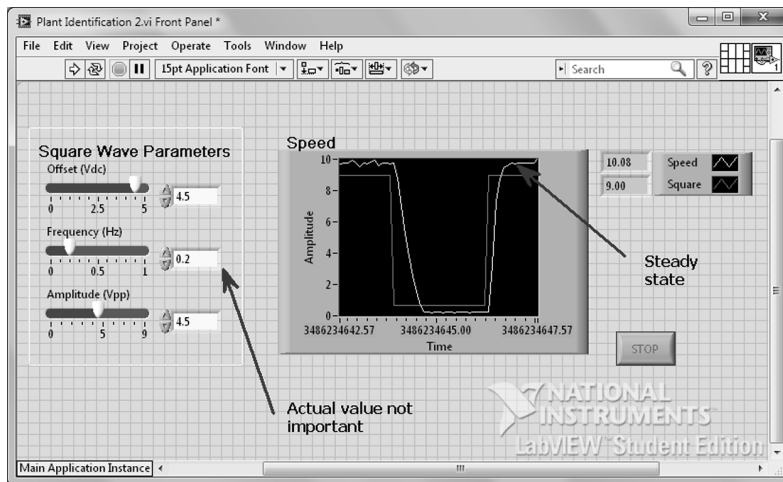 Plant Identification 2.vi Front Panel *
File Edit View Project Operate Tools Window Help
15pt Application Font
Search
?
1
Square Wave Parameters
Offset (Vdc)
0 2.5 5
4.5
Frequency (Hz)
0 0.5 1
0.2
Amplitude (Vpp)
0 5 9
4.5
Speed
Amplitude
10
8
6
4
2
0
3486234642.57 3486234645.00 3486234647.57
Time
10.08 Speed
9.00 Square
Steady
state
STOP
Actual value not
important
NATIONAL
INSTRUMENTS™
LabVIEW™ Student Edition
Main Application Instance